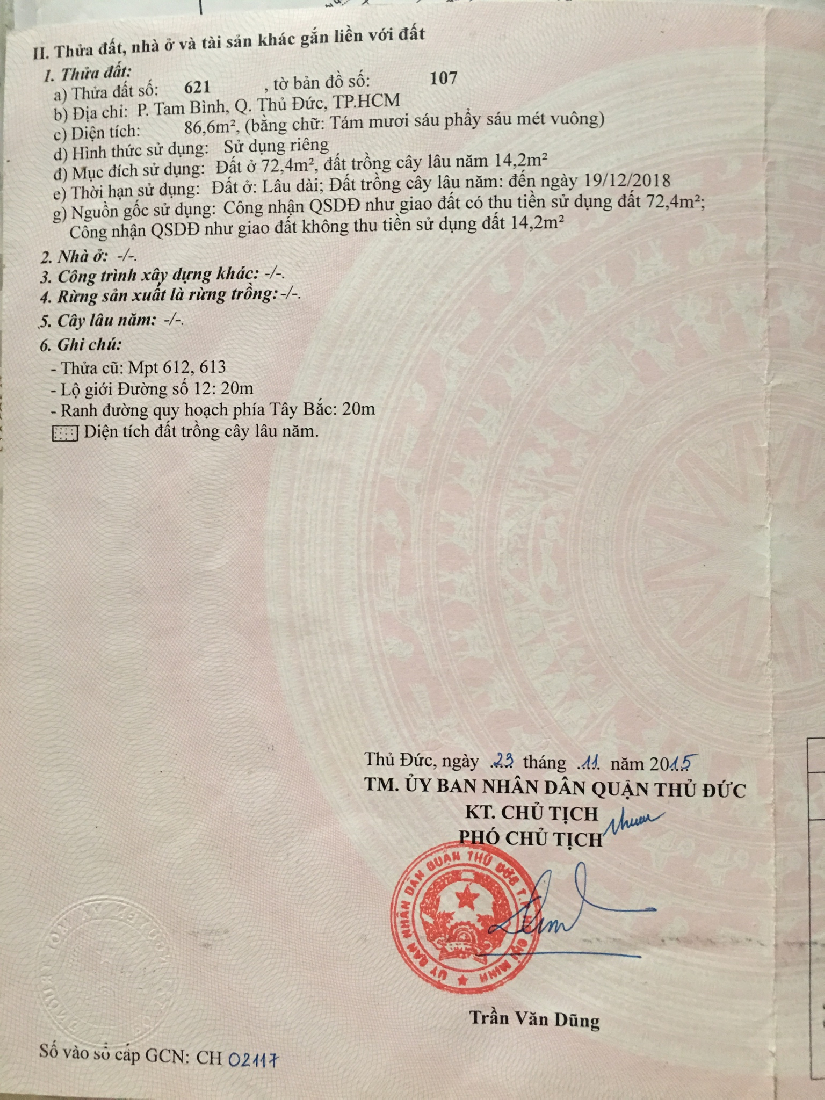 II. Thửa đất, nhà ở và tài sản khác gắn liền với đất
1. Thửa đất:
a) Thửa đất số: 621 , tờ bản đồ số: 107
b) Địa chỉ: P. Tam Bình, Q. Thủ Đức, TP.HCM
c) Diện tích: 86,6m², (bằng chữ: Tám mươi sáu phẩy sáu mét vuông)
d) Hình thức sử dụng: Sử dụng riêng
đ) Mục đích sử dụng: Đất ở 72,4m², đất trồng cây lâu năm 14,2m²
e) Thời hạn sử dụng: Đất ở: Lâu dài; Đất trồng cây lâu năm: đến ngày 19/12/2018
g) Nguồn gốc sử dụng: Công nhận QSDĐ như giao đất có thu tiền sử dụng đất 72,4m²;
Công nhận QSDĐ như giao đất không thu tiền sử dụng đất 14,2m²
2. Nhà ở: -/-.
3. Công trình xây dựng khác: -/-.
4. Rừng sản xuất là rừng trồng: -/-.
5. Cây lâu năm: -/-.
6. Ghi chú:
- Thửa cũ: Mpt 612, 613
- Lộ giới Đường số 12: 20m
- Ranh đường quy hoạch phía Tây Bắc: 20m
Diện tích đất trồng cây lâu năm.
Thủ Đức, ngày 23 tháng 11 năm 2015
TM. ỦY BAN NHÂN DÂN QUẬN THỦ ĐỨC
KT. CHỦ TỊCH
PHÓ CHỦ TỊCH
ỦY BAN NHÂN DÂN QUẬN THỦ ĐỨC T.P HỒ CHÍ MINH
Trần Văn Dũng
Số vào sổ cấp GCN: CH 02117